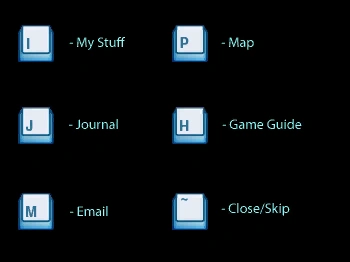 I - My Stuff
P - Map
J - Journal
H - Game Guide
M - Email
~ - Close/Skip